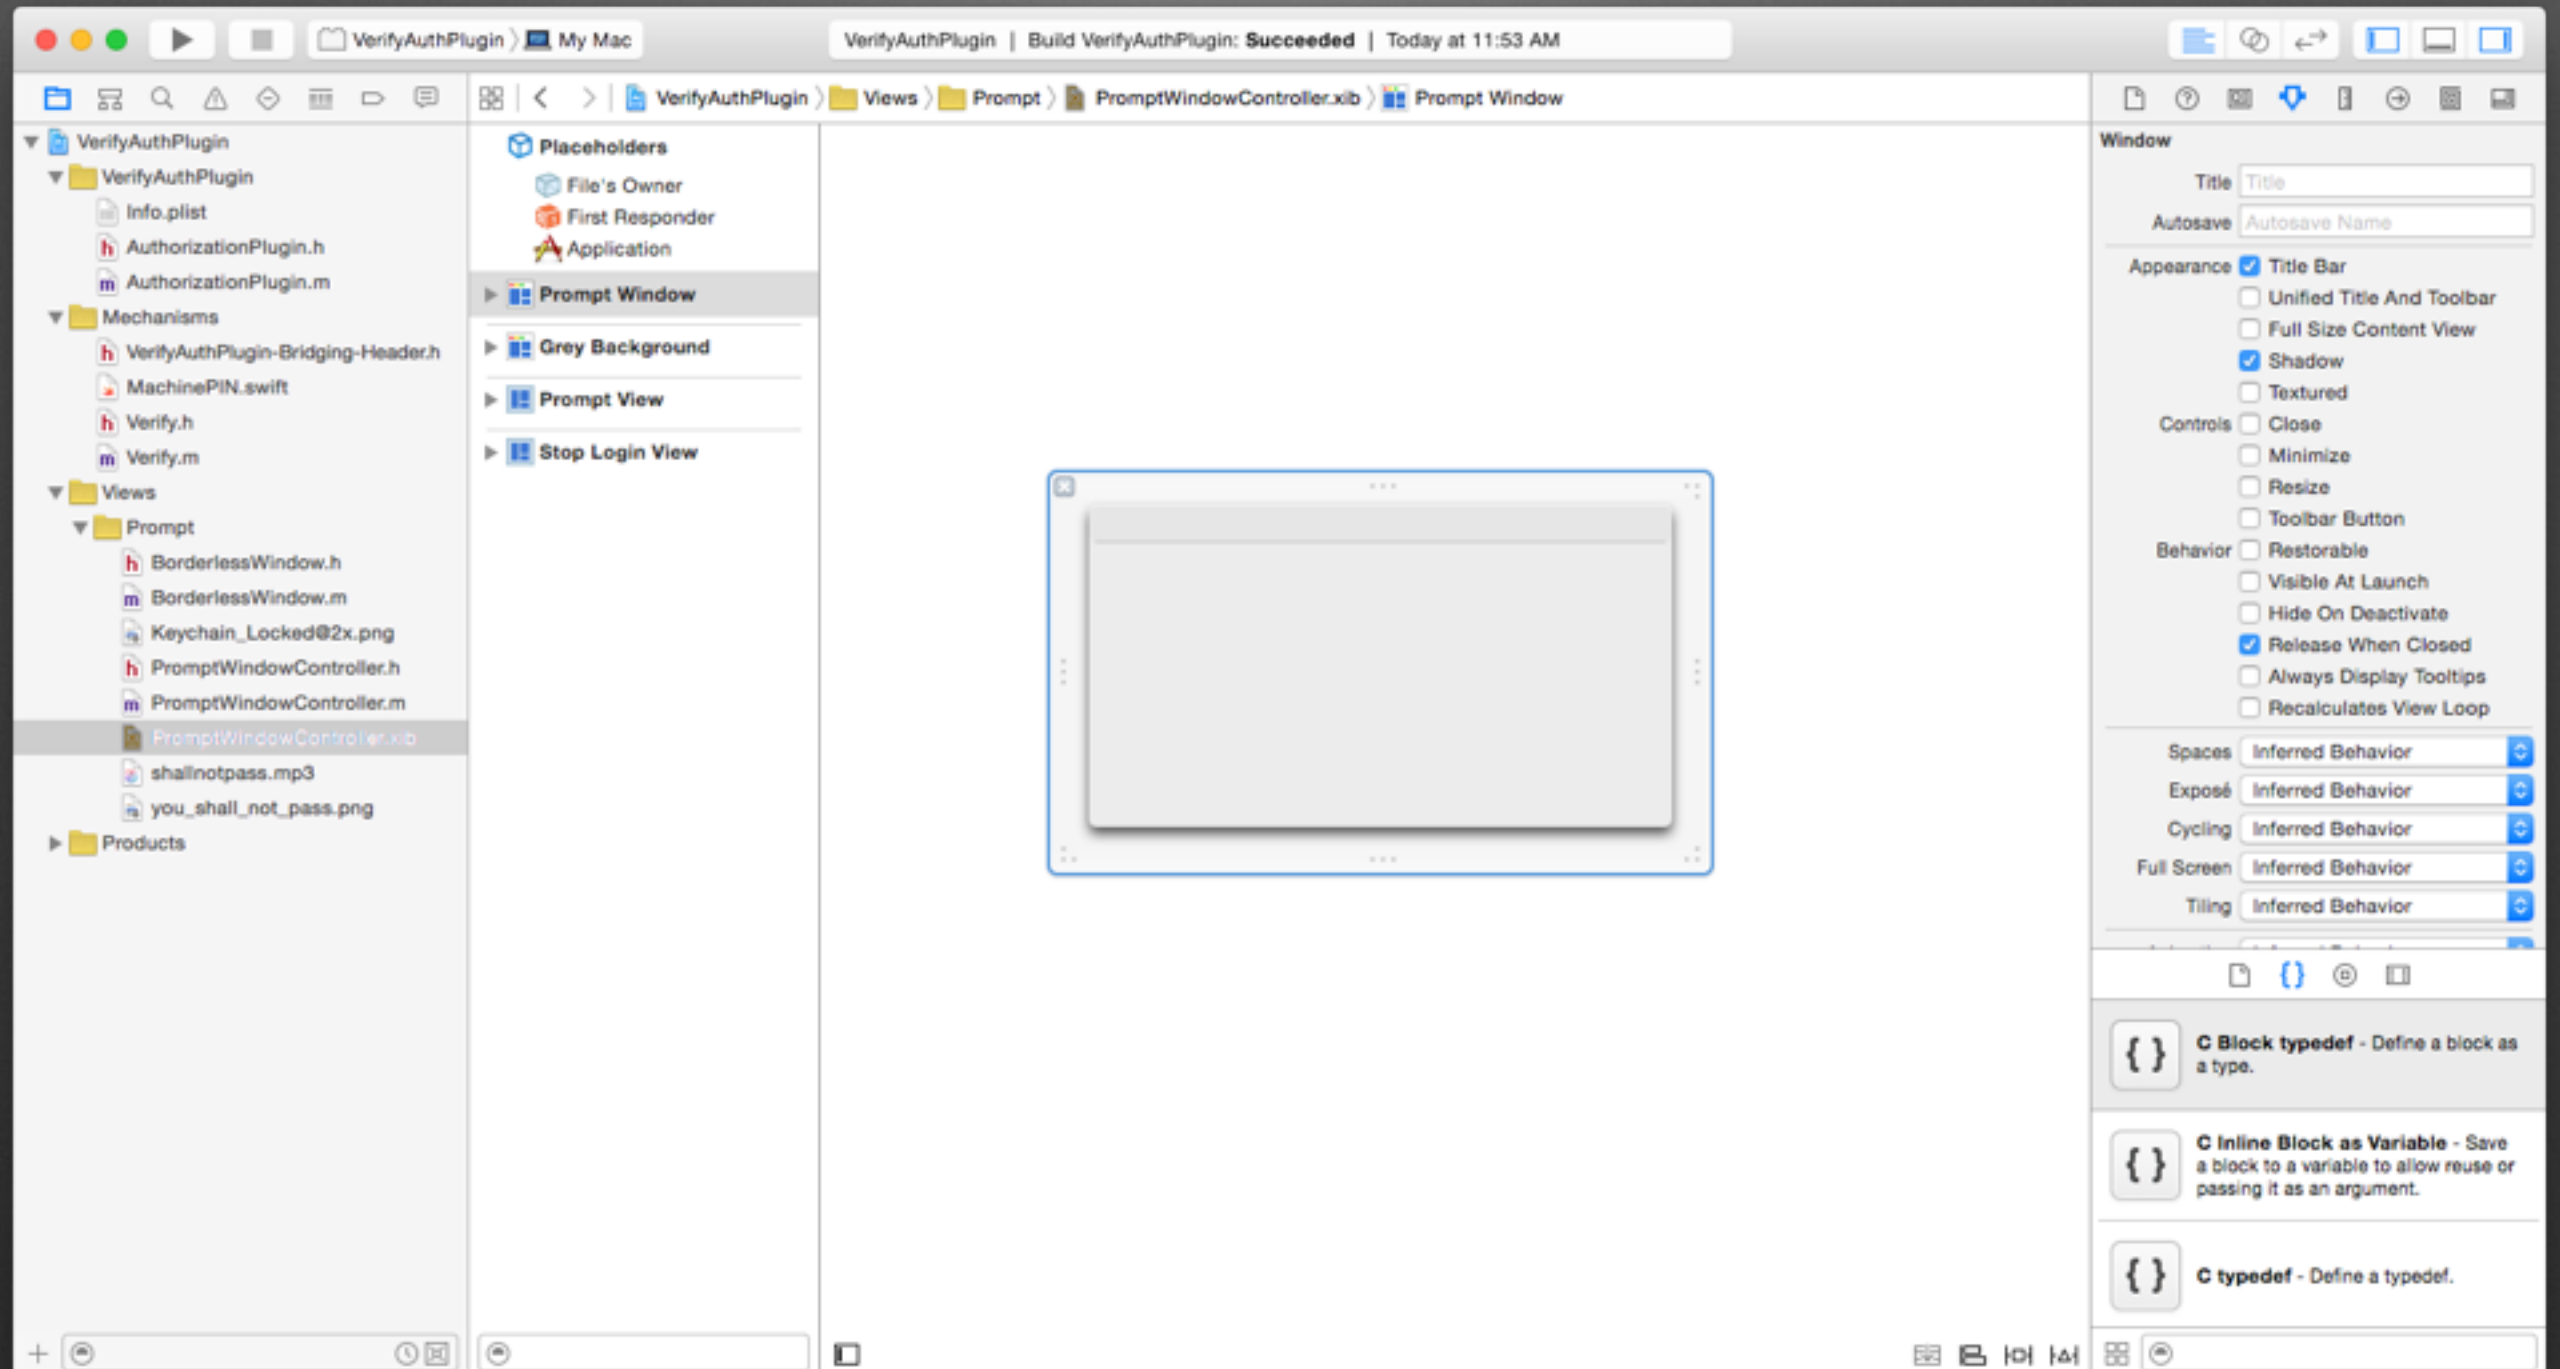 VerifyAuthPlugin My Mac
VerifyAuthPlugin | Build VerifyAuthPlugin: Succeeded | Today at 11:53 AM
VerifyAuthPlugin Views Prompt PromptWindowController.xib Prompt Window
VerifyAuthPlugin
VerifyAuthPlugin
Info.plist
AuthorizationPlugin.h
AuthorizationPlugin.m
Mechanisms
VerifyAuthPlugin-Bridging-Header.h
MachinePIN.swift
Verify.h
Verify.m
Views
Prompt
BorderlessWindow.h
BorderlessWindow.m
Keychain_Locked@2x.png
PromptWindowController.h
PromptWindowController.m
PromptWindowController.xib
shallnotpass.mp3
you_shall_not_pass.png
Products
Placeholders
File's Owner
First Responder
Application
Prompt Window
Grey Background
Prompt View
Stop Login View
Window
Title Title
Autosave Autosave Name
Appearance Title Bar
Unified Title And Toolbar
Full Size Content View
Shadow
Textured
Controls Close
Minimize
Resize
Toolbar Button
Behavior Restorable
Visible At Launch
Hide On Deactivate
Release When Closed
Always Display Tooltips
Recalculates View Loop
Spaces Inferred Behavior
Exposé Inferred Behavior
Cycling Inferred Behavior
Full Screen Inferred Behavior
Tiling Inferred Behavior
{ } C Block typedef - Define a block as
a type.
{ } C Inline Block as Variable - Save
a block to a variable to allow reuse or
passing it as an argument.
{ } C typedef - Define a typedef.